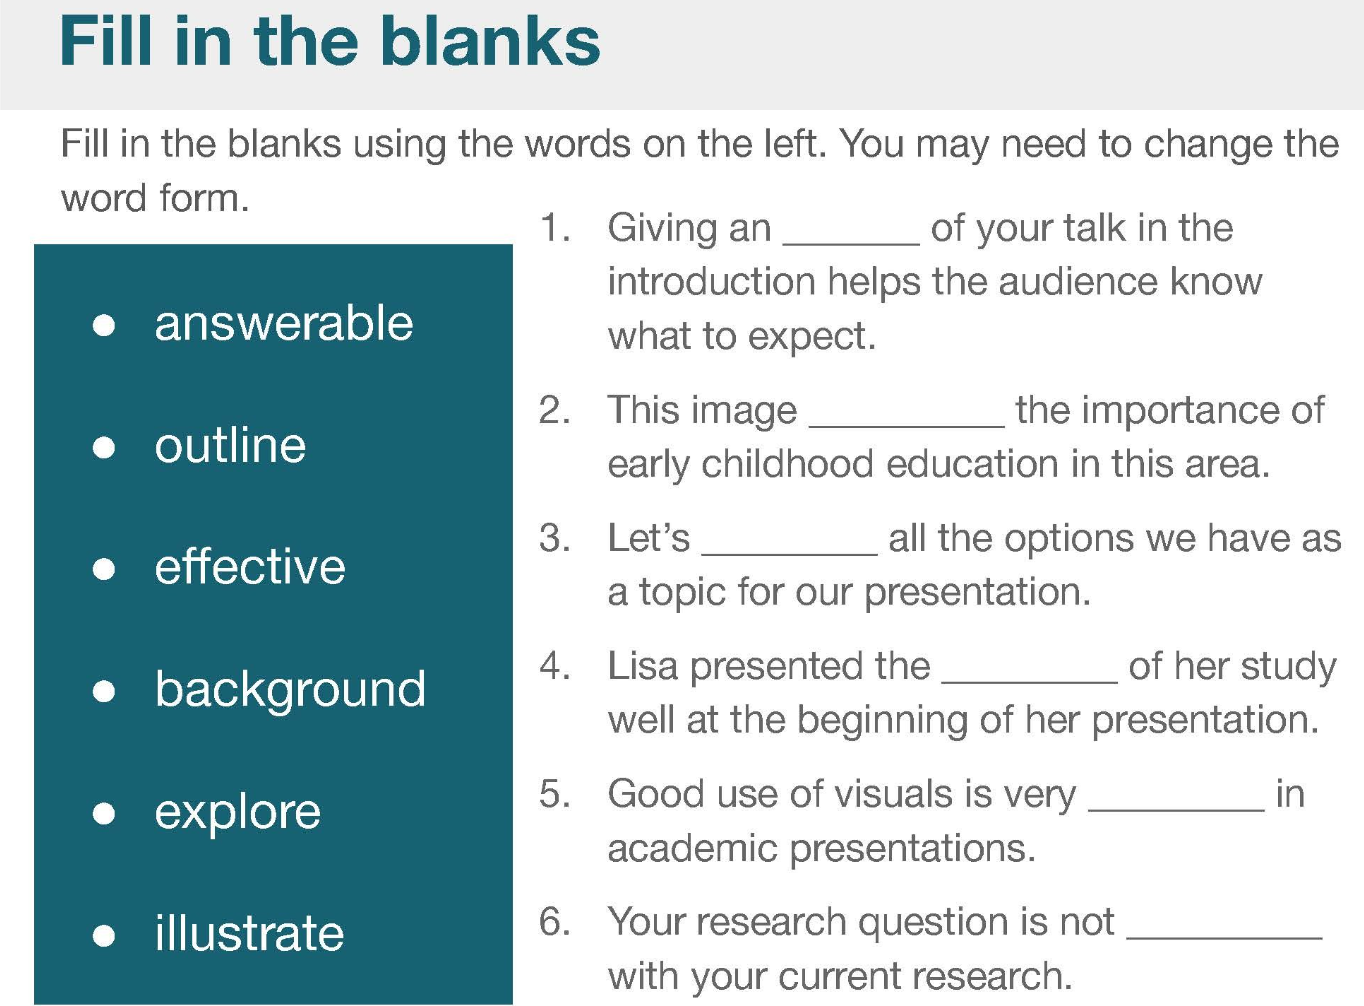 Fill in the blanks
Fill in the blanks using the words on the left. You may need to change the
word form.
• answerable
• outline
• effective
• background
• explore
• illustrate
1. Giving an _______ of your talk in the
introduction helps the audience know
what to expect.
2. This image __________ the importance of
early childhood education in this area.
3. Let’s _________ all the options we have as
a topic for our presentation.
4. Lisa presented the _________ of her study
well at the beginning of her presentation.
5. Good use of visuals is very _________ in
academic presentations.
6. Your research question is not __________
with your current research.